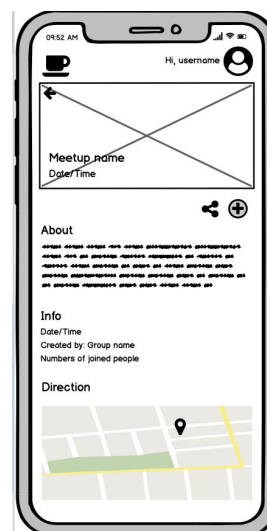 09:52 AM
Hi, username
Meetup name
Date/Time
About
Info
Date/Time
Created by: Group name
Numbers of joined people
Direction